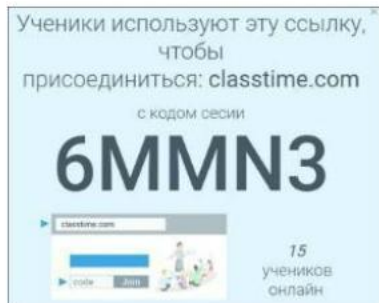 Ученики используют эту ссылку,
чтобы
присоединиться: classtime.com
с кодом сесии
6MMN3
classtime.com
code Join
15
учеников
онлайн